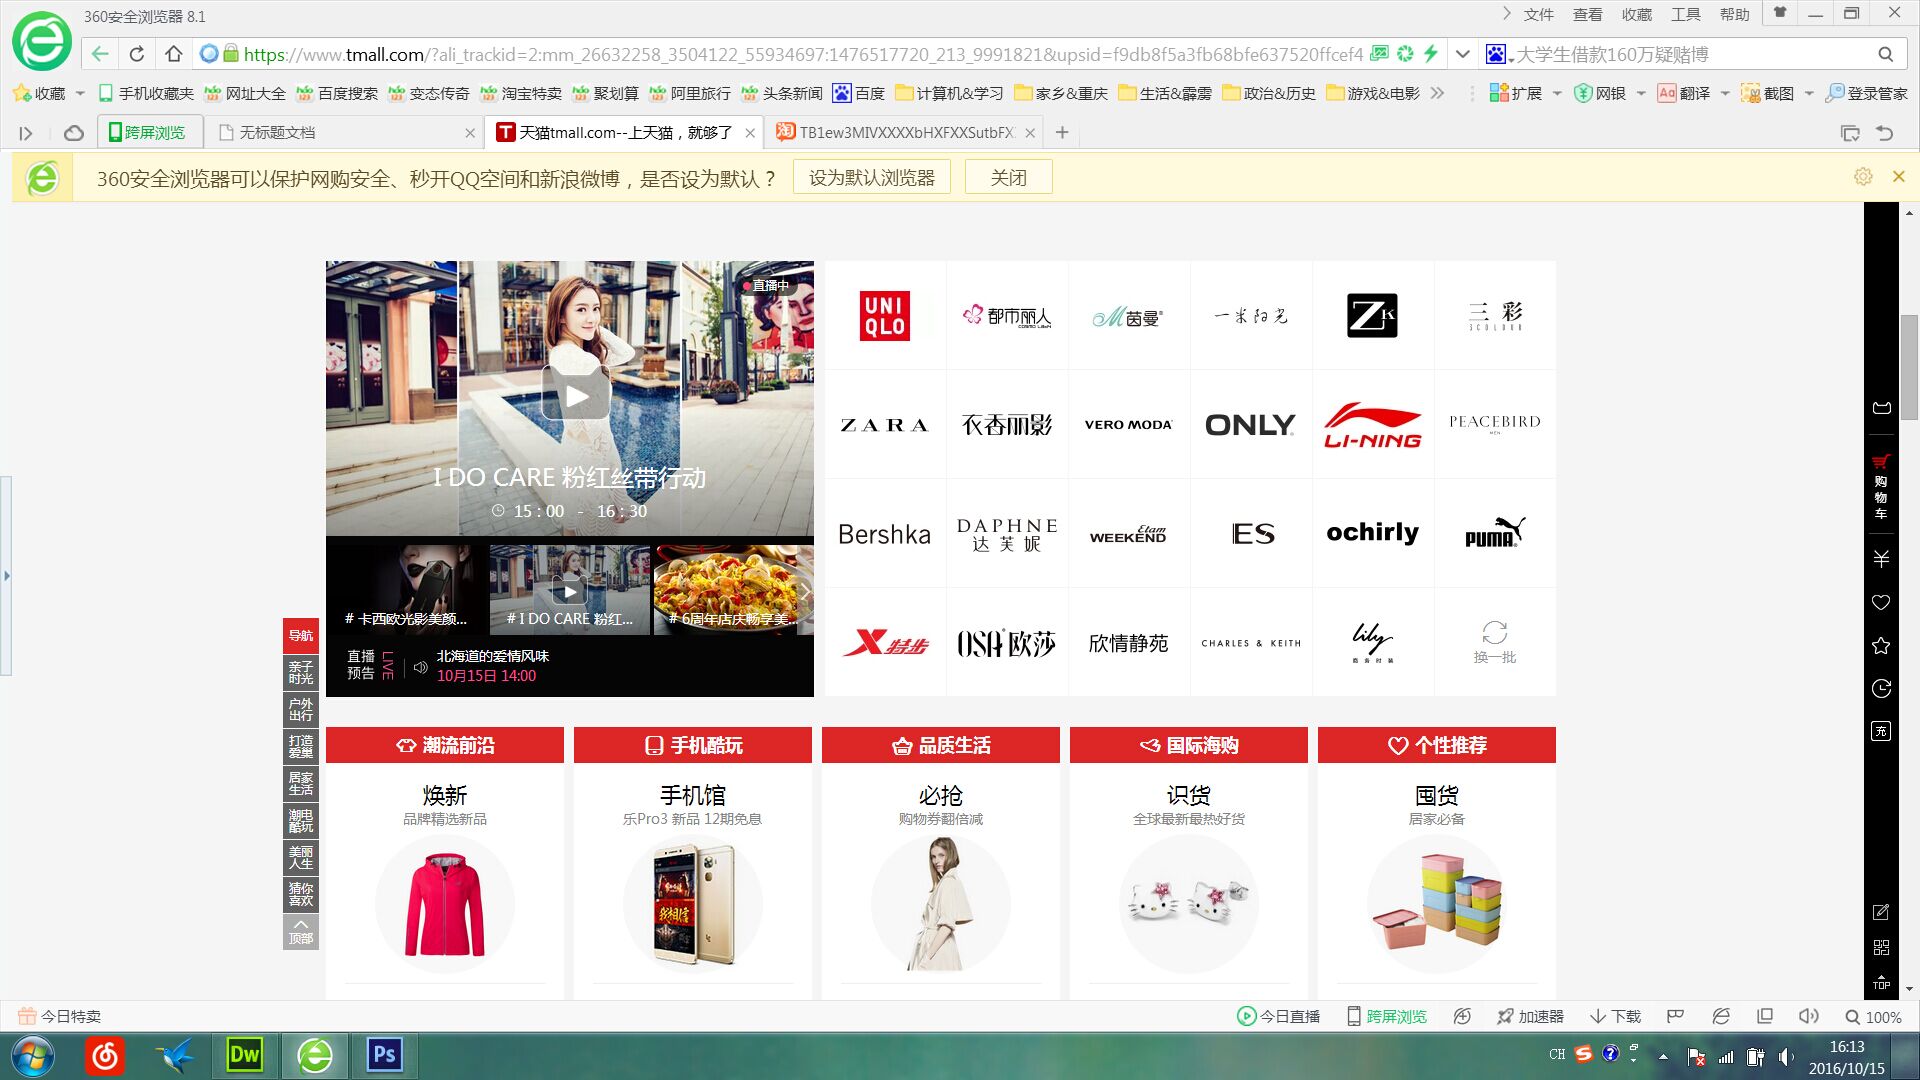 360安全浏览器 8.1
文件 查看 收藏 工具 帮助
https://www.tmall.com/?ali_trackid=2:mm_26632258_3504122_55934697:1476517720_213_9991821&upsid=f9db8f5a3fb68bfe637520ffcef4
大学生借款160万疑赌博
收藏 手机收藏夹 网址大全 百度搜索 变态传奇 淘宝特卖 聚划算 阿里旅行 头条新闻 百度 计算机&学习 家乡&重庆 生活&霹雳 政治&历史 游戏&电影 扩展 网银 翻译 截图 登录管家
跨屏浏览 无标题文档 天猫tmall.com--上天猫，就够了 TB1ew3MIVXXXXbHXFXXSutbFX
360安全浏览器可以保护网购安全、秒开QQ空间和新浪微博，是否设为默认？ 设为默认浏览器 关闭
直播中
I DO CARE 粉红丝带行动
15 : 00 - 16 : 30
# 卡西欧光影美颜...
# I DO CARE 粉红...
# 6周年店庆畅享美...
直播预告 LIVE
北海道的爱情风味
10月15日 14:00
UNIQLO 都市丽人 COSMO LADY 茵曼 一米阳光 ZK 三彩 3COLOUR
ZARA 衣香丽影 VERO MODA ONLY LI-NING PEACEBIRD MEN
Bershka DAPHNE 达芙妮 Etam WEEKEND ES ochirly PUMA
X特步 OSA欧莎 欣情静苑 CHARLES & KEITH lily 商务时装 换一批
导航
亲子时光
户外出行
打造爱巢
居家生活
潮电酷玩
美丽人生
猜你喜欢
顶部
潮流前沿 手机酷玩 品质生活 国际海购 个性推荐
焕新 手机馆 必抢 识货 囤货
品牌精选新品 乐Pro3 新品 12期免息 购物券翻倍减 全球最新最热好货 居家必备
购物车
充
TOP
今日特卖 今日直播 跨屏浏览 加速器 下载 100%
Dw Ps CH
16:13
2016/10/15